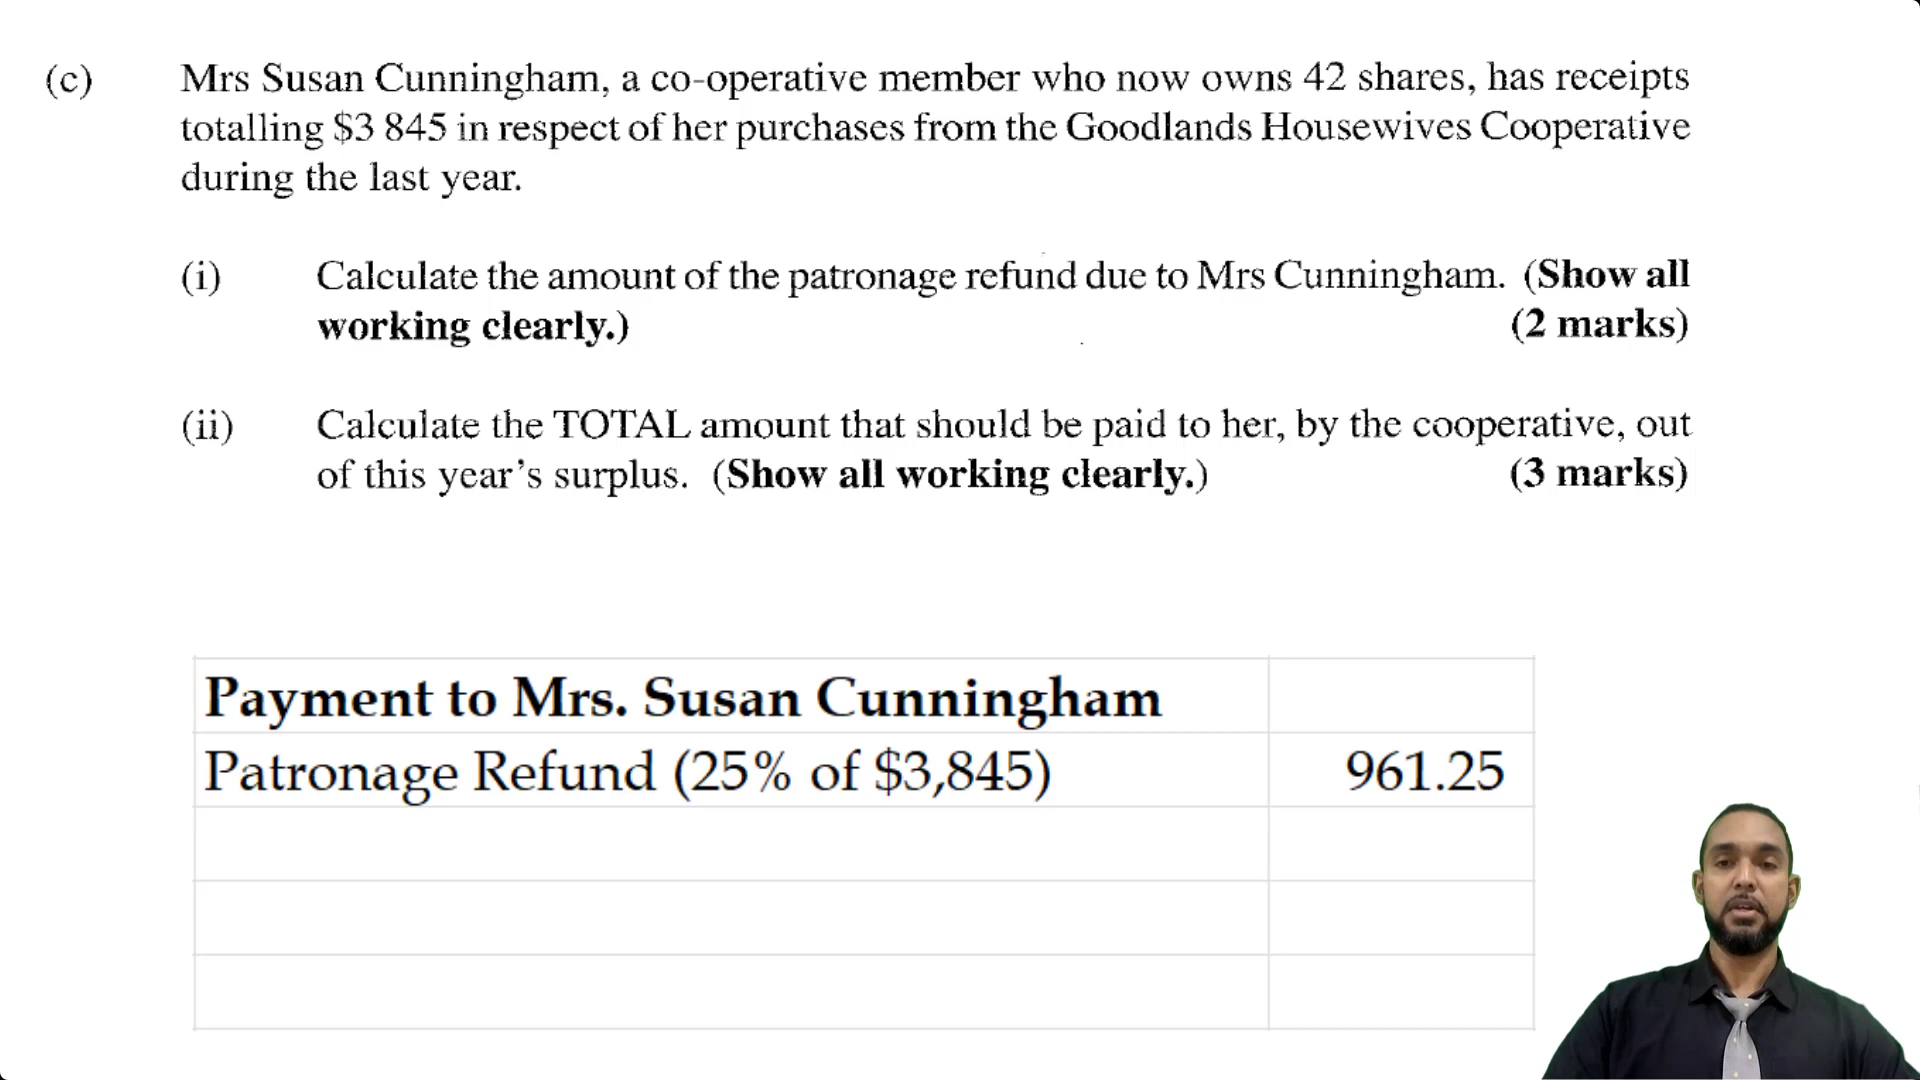 (c) Mrs Susan Cunningham, a co-operative member who now owns 42 shares, has receipts
totalling $3 845 in respect of her purchases from the Goodlands Housewives Cooperative
during the last year.
(i) Calculate the amount of the patronage refund due to Mrs Cunningham. (Show all
working clearly.) (2 marks)
(ii) Calculate the TOTAL amount that should be paid to her, by the cooperative, out
of this year's surplus. (Show all working clearly.) (3 marks)
Payment to Mrs. Susan Cunningham
Patronage Refund (25% of $3,845) 961.25